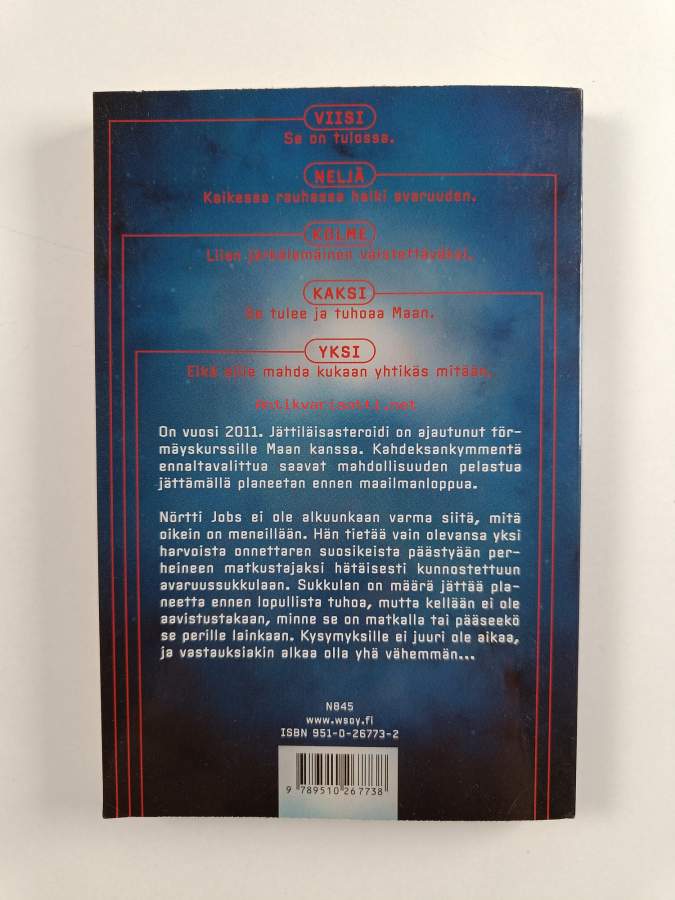 VIISI
Se on tulossa.
NELJÄ
Kaikessa rauhassa halki avaruuden.
KOLME
Liian järkälemäinen väistettäväksi.
KAKSI
Se tulee ja tuhoaa Maan.
YKSI
Eikä sille mahda kukaan yhtikäs mitään.
Antikvariaatti.net
On vuosi 2011. Jättiläisasteroidi on ajautunut tör-
mäyskurssille Maan kanssa. Kahdeksankymmentä
ennaltavalittua saavat mahdollisuuden pelastua
jättämällä planeetan ennen maailmanloppua.
Nörtti Jobs ei ole alkuunkaan varma siitä, mitä
oikein on meneillään. Hän tietää vain olevansa yksi
harvoista onnettaren suosikeista päästyään per-
heineen matkustajaksi hätäisesti kunnostettuun
avaruussukkulaan. Sukkulan on määrä jättää pla-
neetta ennen lopullista tuhoa, mutta kellään ei ole
aavistustakaan, minne se on matkalla tai pääseekö
se perille lainkaan. Kysymyksille ei juuri ole aikaa,
ja vastauksiakin alkaa olla yhä vähemmän...
N845
www.wsoy.fi
ISBN 951-0-26773-2
9 789510 267738